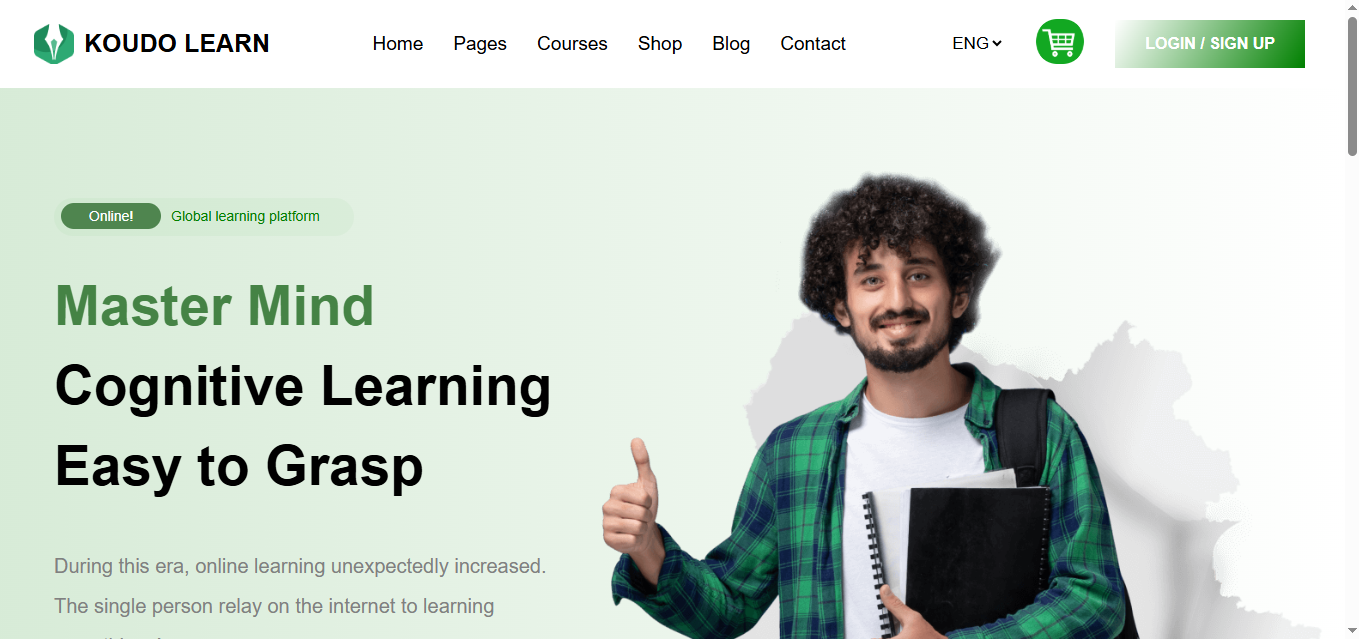 KOUDO LEARN
Home Pages Courses Shop Blog Contact
ENG
LOGIN / SIGN UP
Online! Global learning platform
Master Mind
Cognitive Learning
Easy to Grasp
During this era, online learning unexpectedly increased.
The single person relay on the internet to learning